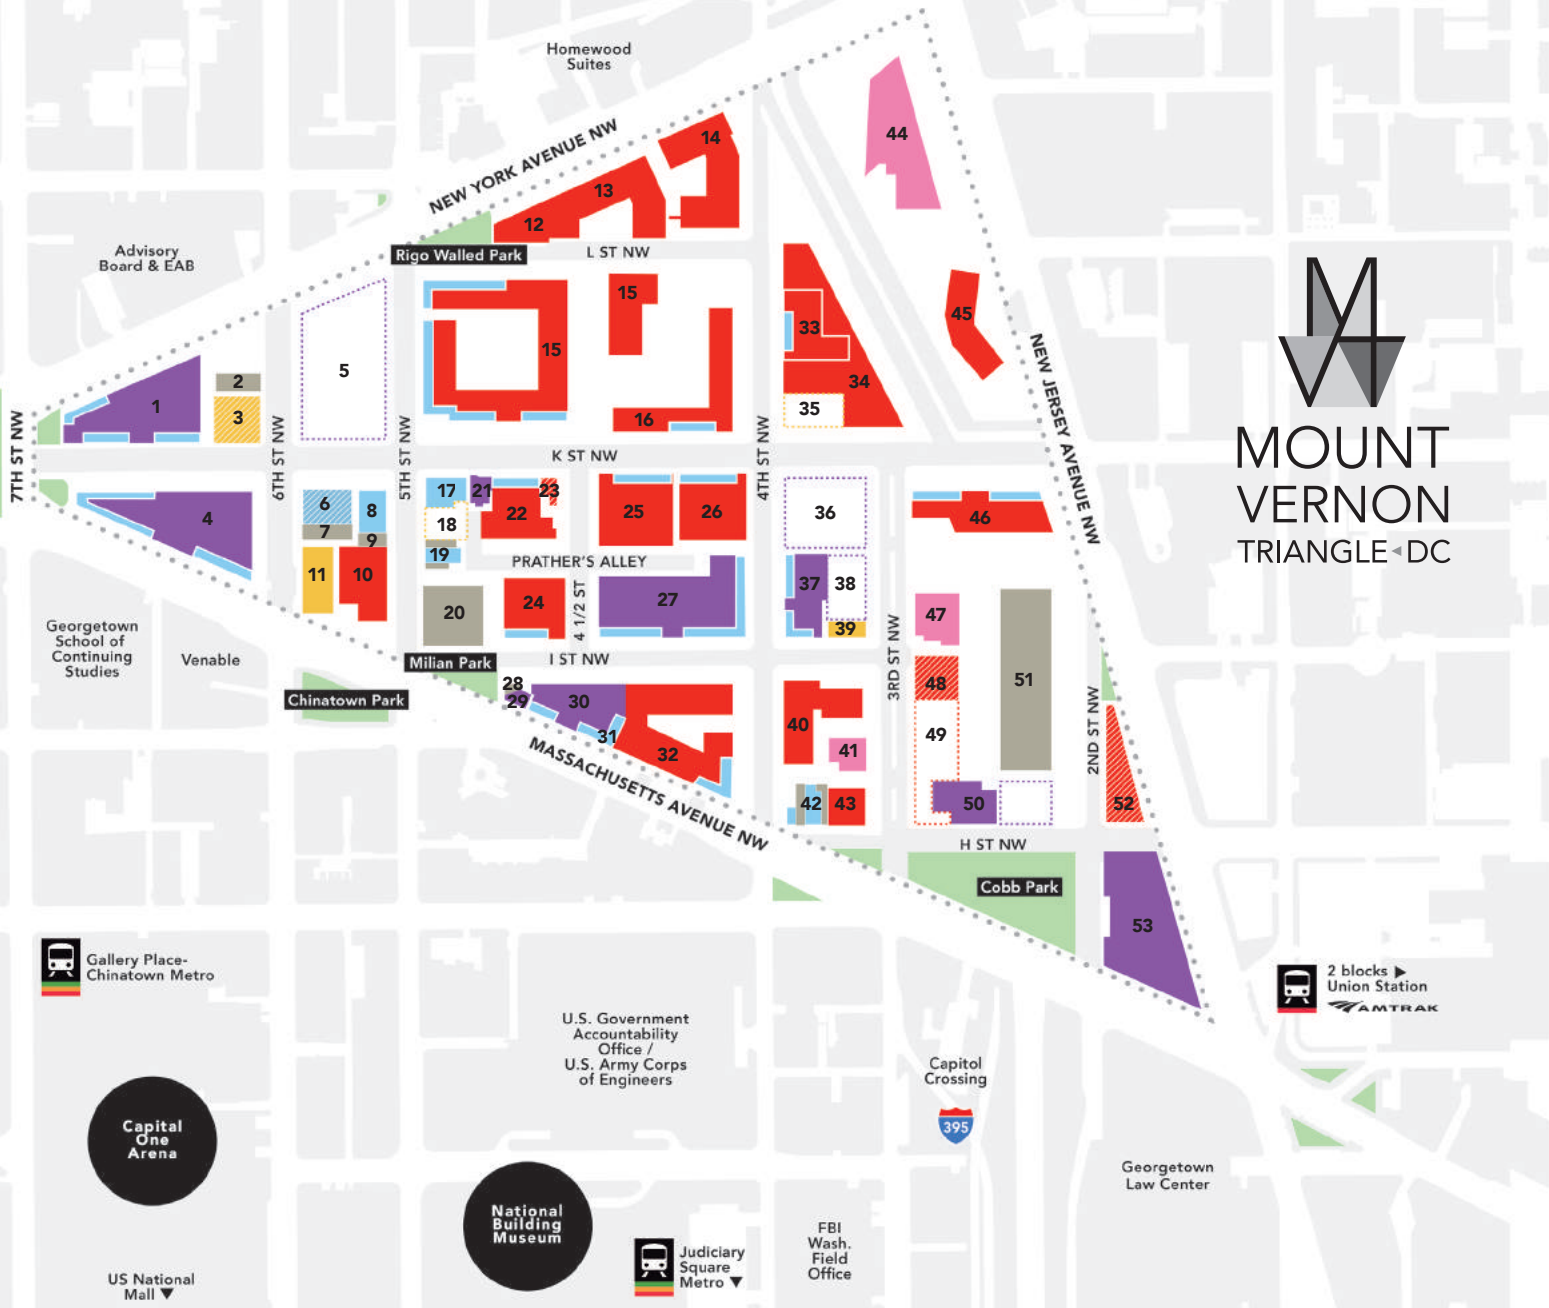 Homewood
Suites
NEW YORK AVENUE NW
14
44
13
12
Rigo Walled Park
L ST NW
Advisory
Board & EAB
15
45
33
15
5
34
2
1
3
35
16
NEW JERSEY AVENUE NW
MOUNT
VERNON
TRIANGLE DC
7TH ST NW
6TH ST NW
5TH ST NW
K ST NW
4TH ST NW
17
21
23
6
8
4
18
22
25
26
36
46
7
9
19
PRATHER'S ALLEY
11
10
24
20
4 1/2 ST
27
37
38
47
39
Georgetown
School of
Continuing
Studies
Venable
Milian Park
I ST NW
3RD ST NW
51
48
28
29
30
Chinatown Park
31
32
40
41
49
2ND ST NW
MASSACHUSETTS AVENUE NW
42
43
50
52
H ST NW
Cobb Park
53
Gallery Place-
Chinatown Metro
2 blocks ▶
Union Station
AMTRAK
U.S. Government
Accountability
Office /
U.S. Army Corps
of Engineers
Capitol
Crossing
395
Capital
One
Arena
Georgetown
Law Center
National
Building
Museum
FBI
Wash.
Field
Office
Judiciary
Square
Metro ▼
US National
Mall ▼